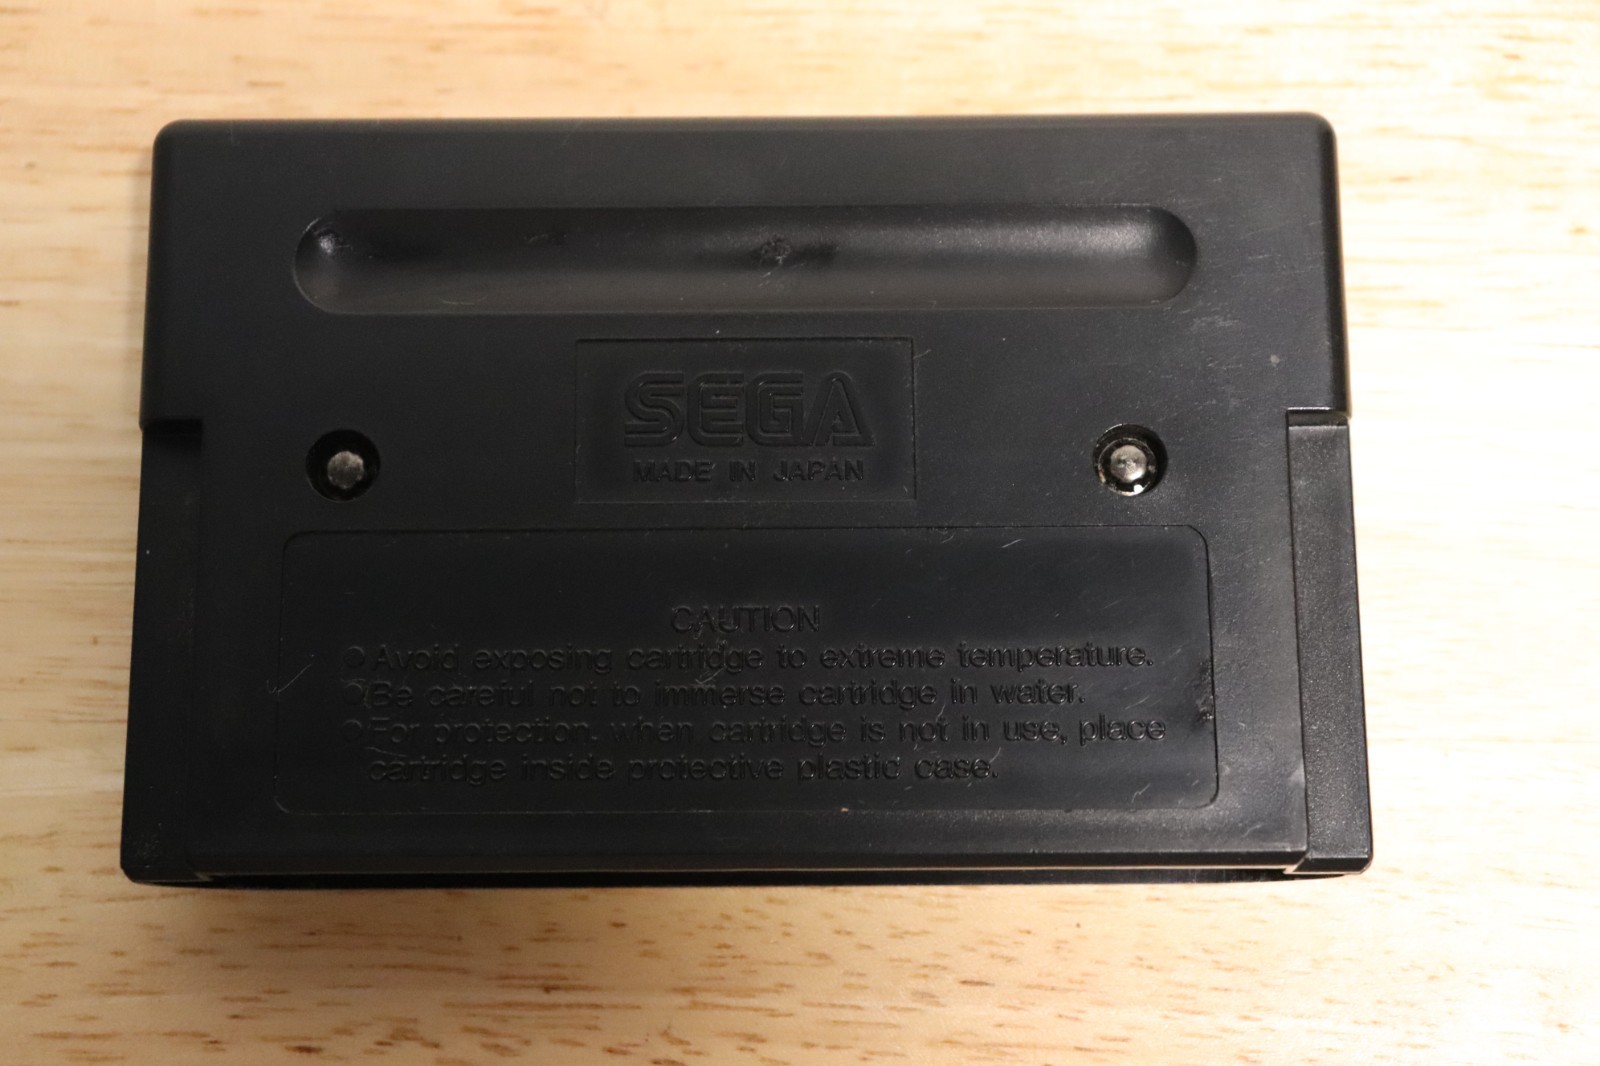 SEGA
MADE IN JAPAN
CAUTION
Avoid exposing cartridge to extreme temperature.
Be careful not to immerse cartridge in water.
For protection, when cartridge is not in use, place
cartridge inside protective plastic case.